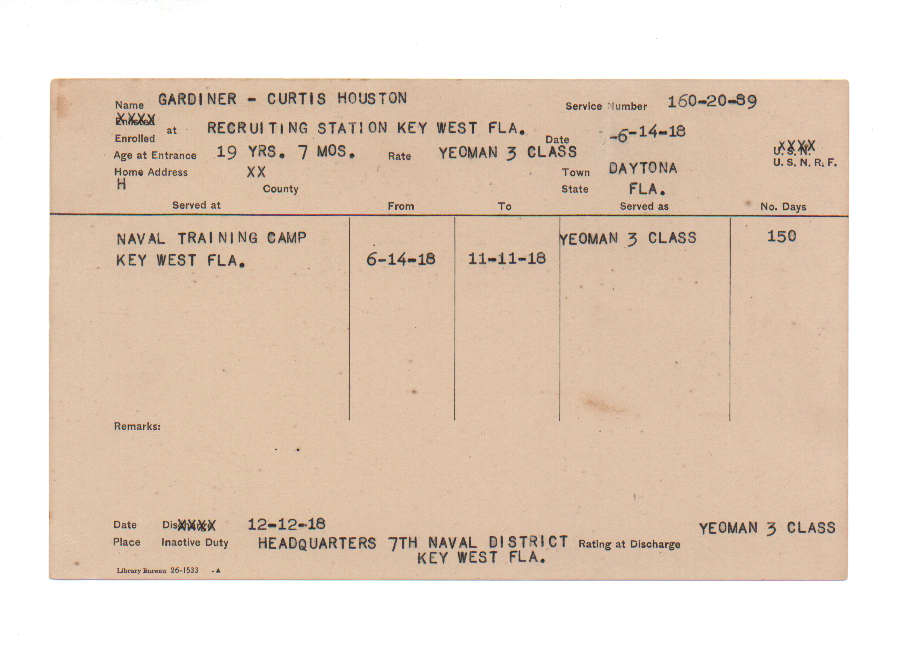 Name GARDINER - CURTIS HOUSTON Service Number 160-20-89
Enlisted XXXX
Enrolled at RECRUITING STATION KEY WEST FLA. Date -6-14-18
Age at Entrance 19 YRS. 7 MOS. Rate YEOMAN 3 CLASS U.S.N. XXXX
U. S. N. R. F.
Home Address XX Town DAYTONA
H County State FLA.
Served at From To Served as No. Days
NAVAL TRAINING CAMP YEOMAN 3 CLASS 150
KEY WEST FLA. 6-14-18 11-11-18
Remarks:
Date Discharge XXXX 12-12-18 YEOMAN 3 CLASS
Place Inactive Duty HEADQUARTERS 7TH NAVAL DISTRICT Rating at Discharge
KEY WEST FLA.
Library Bureau 26-1533 -A